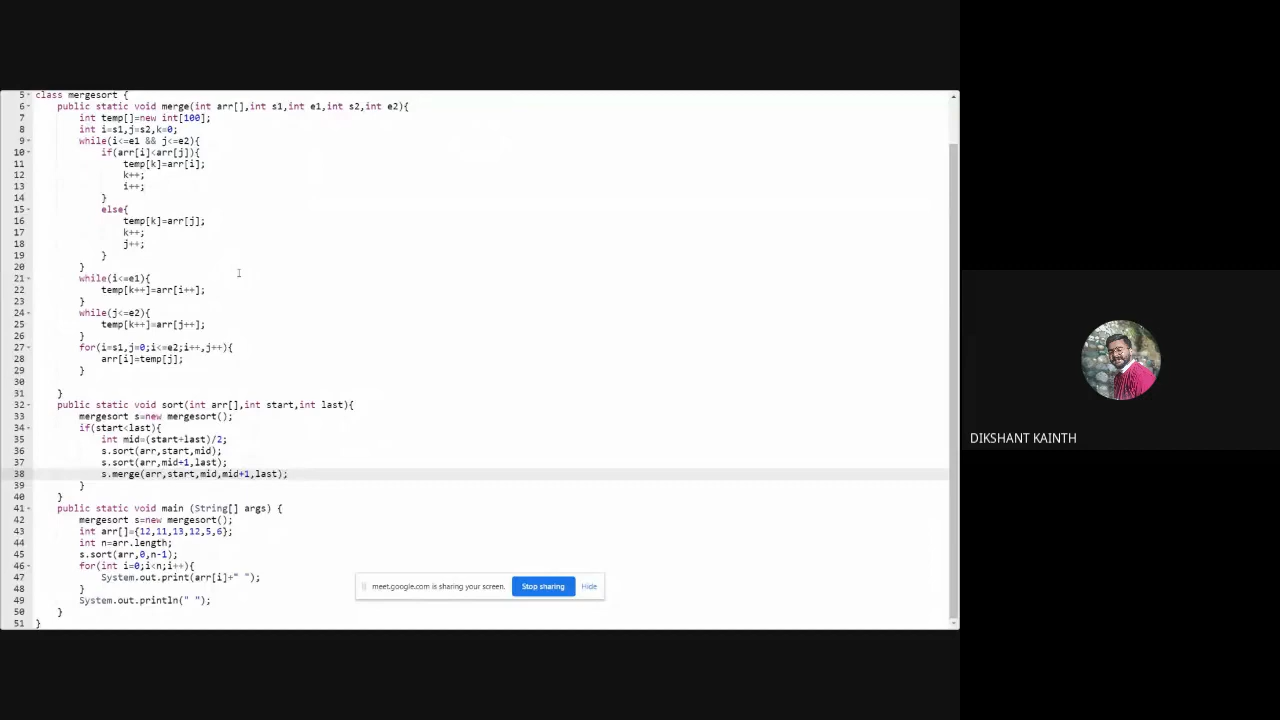 5 class mergesort {
6     public static void merge(int arr[],int s1,int e1,int s2,int e2){
7         int temp[]=new int[100];
8         int i=s1,j=s2,k=0;
9         while(i<=e1 && j<=e2){
10             if(arr[i]<arr[j]){
11                 temp[k]=arr[i];
12                 k++;
13                 i++;
14             }
15             else{
16                 temp[k]=arr[j];
17                 k++;
18                 j++;
19             }
20         }
21         while(i<=e1){
22             temp[k++]=arr[i++];
23         }
24         while(j<=e2){
25             temp[k++]=arr[j++];
26         }
27         for(i=s1,j=0;i<=e2;i++,j++){
28             arr[i]=temp[j];
29         }
30
31     }
32     public static void sort(int arr[],int start,int last){
33         mergesort s=new mergesort();
34         if(start<last){
35             int mid=(start+last)/2;
36             s.sort(arr,start,mid);
37             s.sort(arr,mid+1,last);
38             s.merge(arr,start,mid,mid+1,last);
39         }
40     }
41     public static void main (String[] args) {
42         mergesort s=new mergesort();
43         int arr[]={12,11,13,12,5,6};
44         int n=arr.length;
45         s.sort(arr,0,n-1);
46         for(int i=0;i<n;i++){
47             System.out.print(arr[i]+" ");
48         }
49         System.out.println(" ");
50     }
51 }
meet.google.com is sharing your screen. Stop sharing Hide
DIKSHANT KAINTH